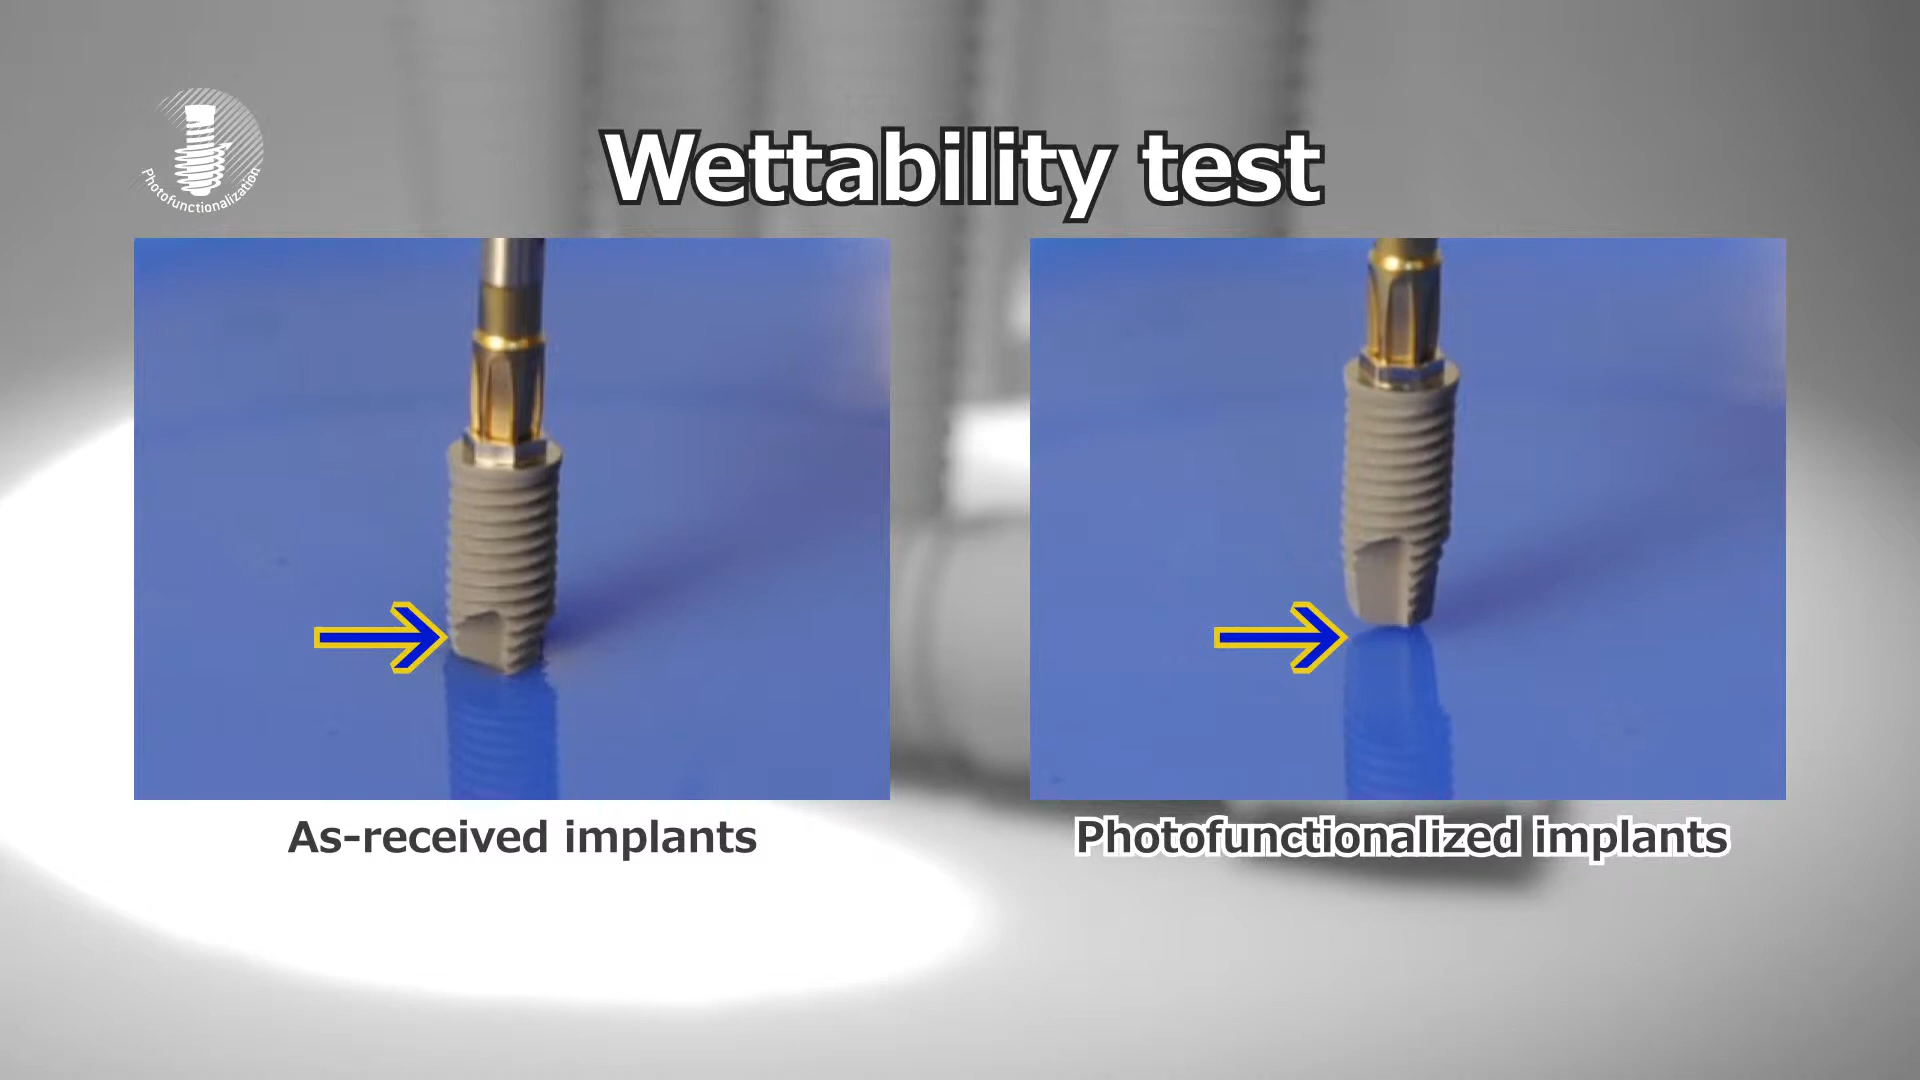 Photofunctionalization
Wettability test
As-received implants
Photofunctionalized implants